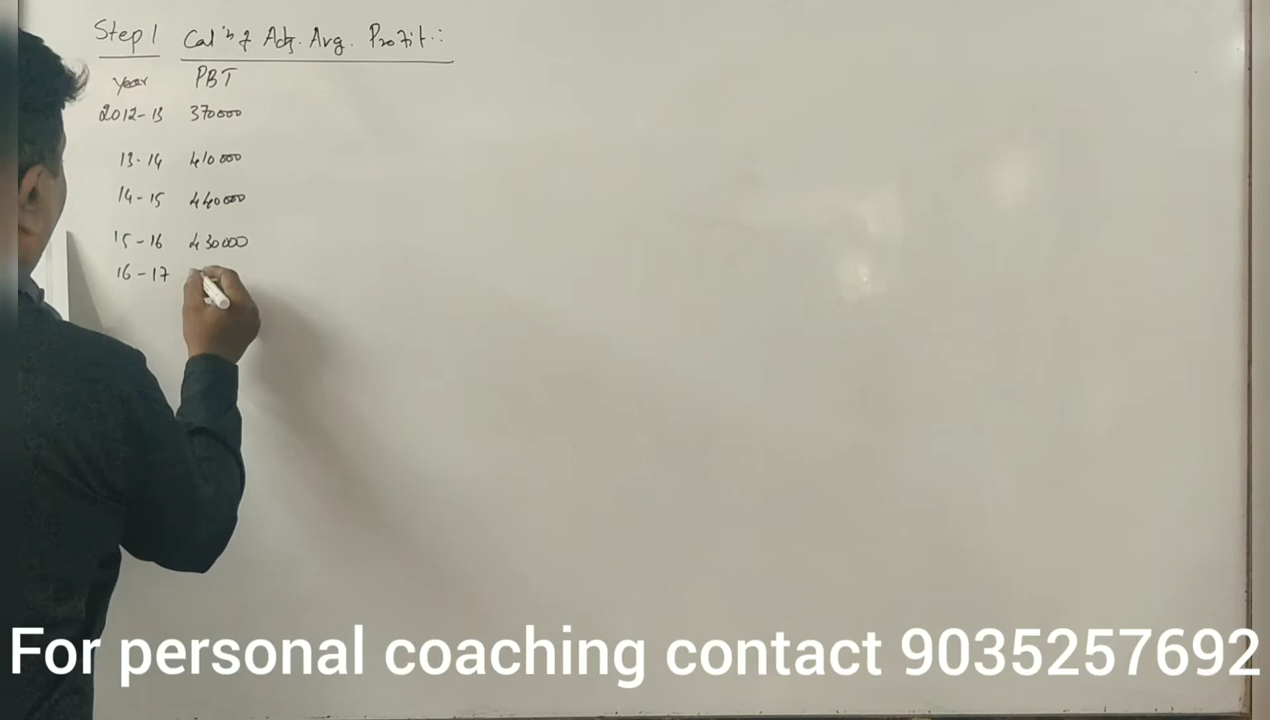 Step 1 Cal'n of Adj. Avg. Profit :
Year PBT
2012-13 370000
13-14 410000
14-15 440000
15-16 430000
16-17
For personal coaching contact 9035257692